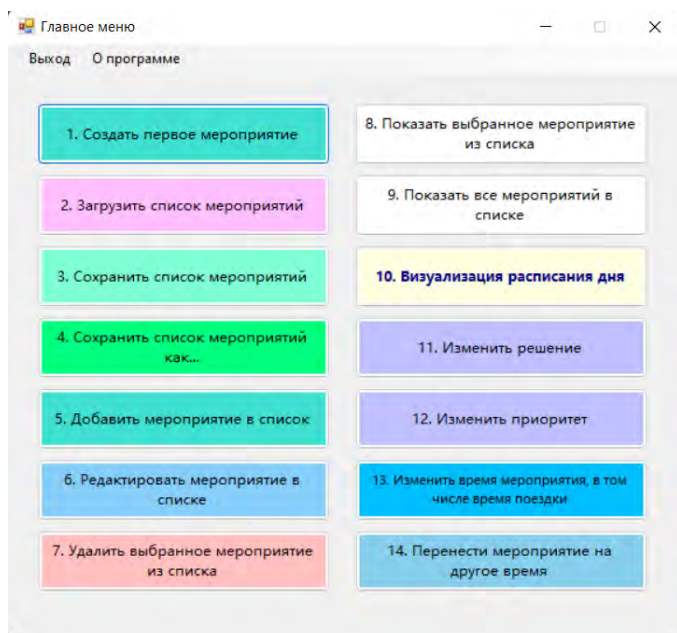 Главное меню
Выход О программе
1. Создать первое мероприятие
2. Загрузить список мероприятий
3. Сохранить список мероприятий
4. Сохранить список мероприятий
как...
5. Добавить мероприятие в список
6. Редактировать мероприятие в
списке
7. Удалить выбранное мероприятие
из списка
8. Показать выбранное мероприятие
из списка
9. Показать все мероприятий в
списке
10. Визуализация расписания дня
11. Изменить решение
12. Изменить приоритет
13. Изменить время мероприятия, в том
числе время поездки
14. Перенести мероприятие на
другое время